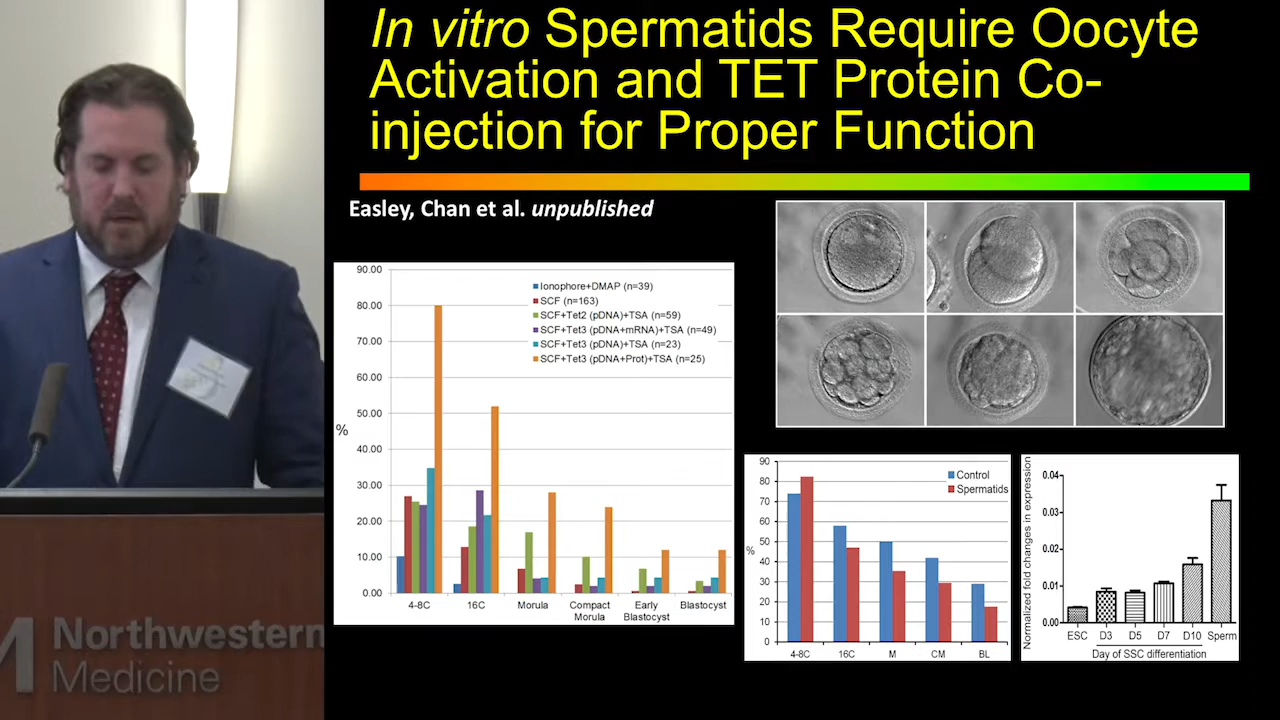 In vitro Spermatids Require Oocyte
Activation and TET Protein Co-
injection for Proper Function
Easley, Chan et al. unpublished
90.00
80.00
70.00
60.00
50.00
40.00
30.00
20.00
10.00
0.00
%
Ionophore+DMAP (n=39)
SCF (n=163)
SCF+Tet2 (pDNA)+TSA (n=59)
SCF+Tet3 (pDNA+mRNA)+TSA (n=49)
SCF+Tet3 (pDNA)+TSA (n=23)
SCF+Tet3 (pDNA+Prot)+TSA (n=25)
4-8C 16C Morula Compact Morula Early Blastocyst Blastocyst
90
80
70
60
50
40
30
20
10
0
%
Control
Spermatids
4-8C 16C M CM BL
Normalized fold changes in expression
0.04
0.03
0.02
0.01
0.00
ESC D3 D5 D7 D10 Sperm
Day of SSC differentiation
M Northwestern
Medicine